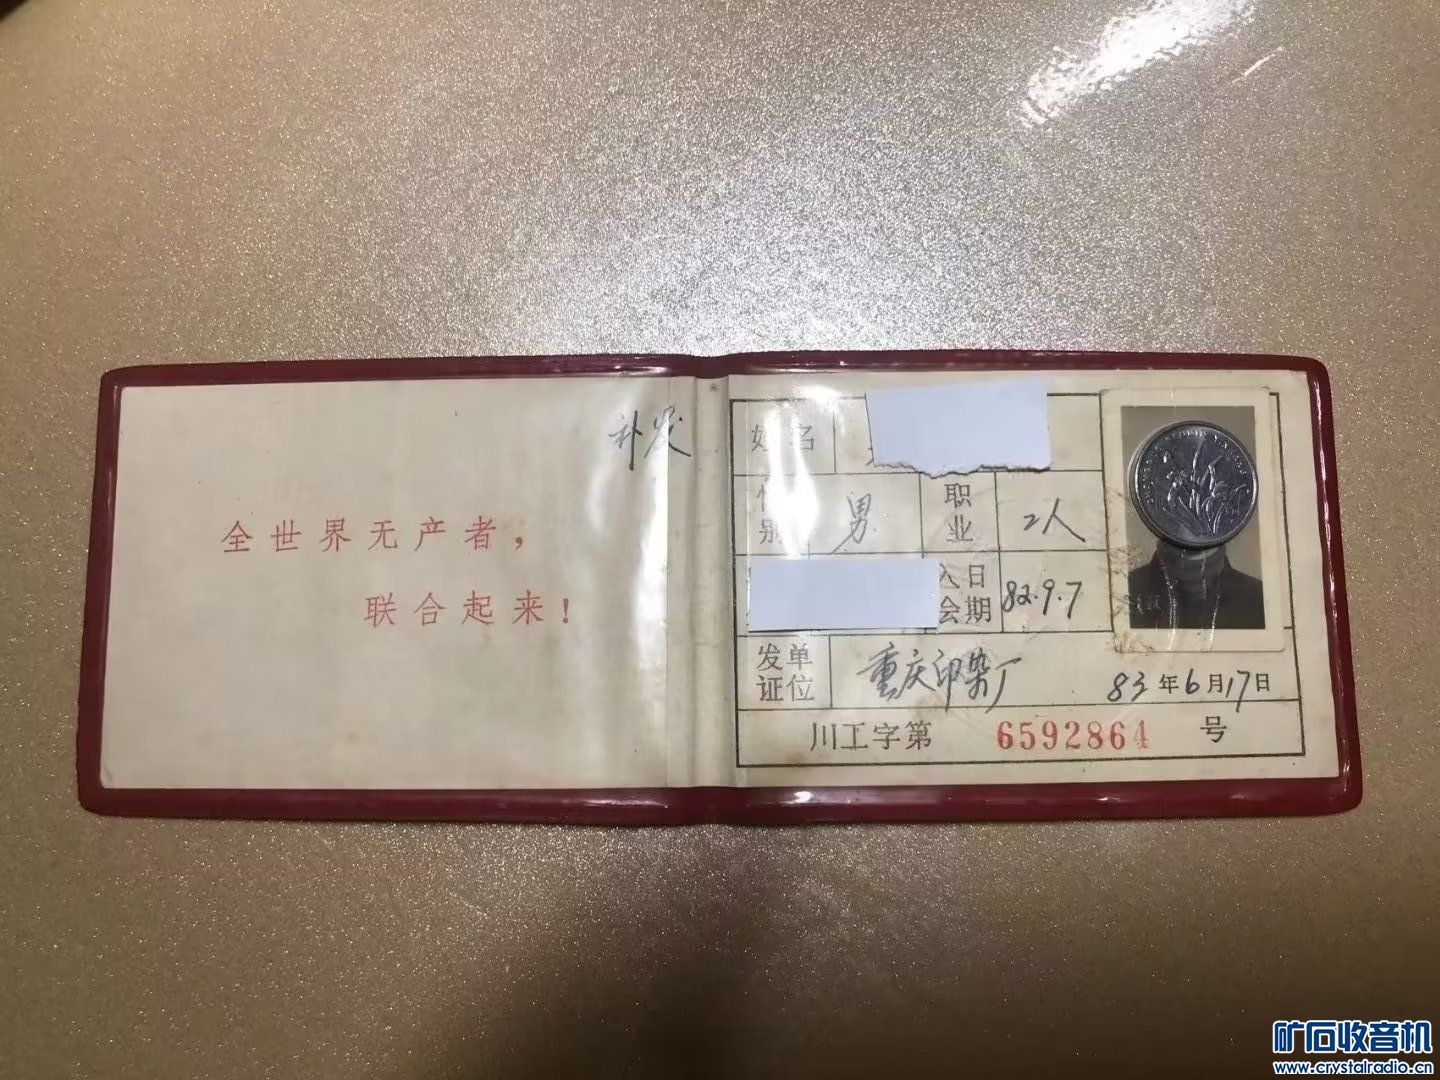 补发
全世界无产者，
联合起来！
姓名
性别 男 职业 工人
入会日期 82.9.7
发证单位 重庆印染厂 83年6月17日
川工字第 6592864 号
矿石收音机
www.crystalradio.cn